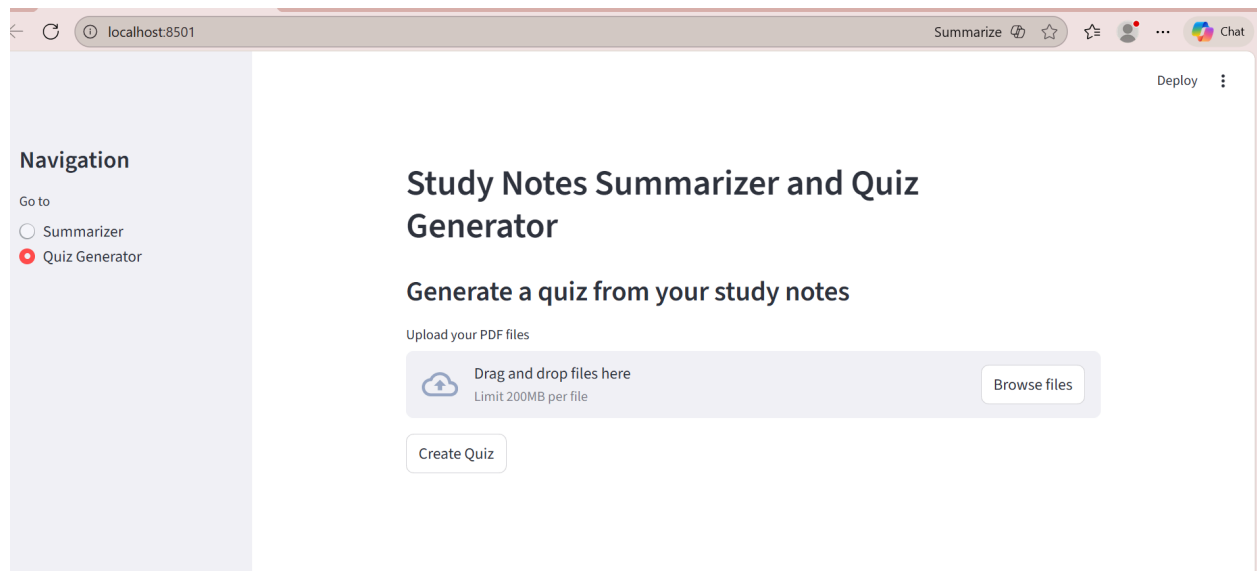 localhost:8501
Summarize
Chat
Deploy
Navigation
Go to
Summarizer
Quiz Generator
Study Notes Summarizer and Quiz
Generator
Generate a quiz from your study notes
Upload your PDF files
Drag and drop files here
Limit 200MB per file
Browse files
Create Quiz